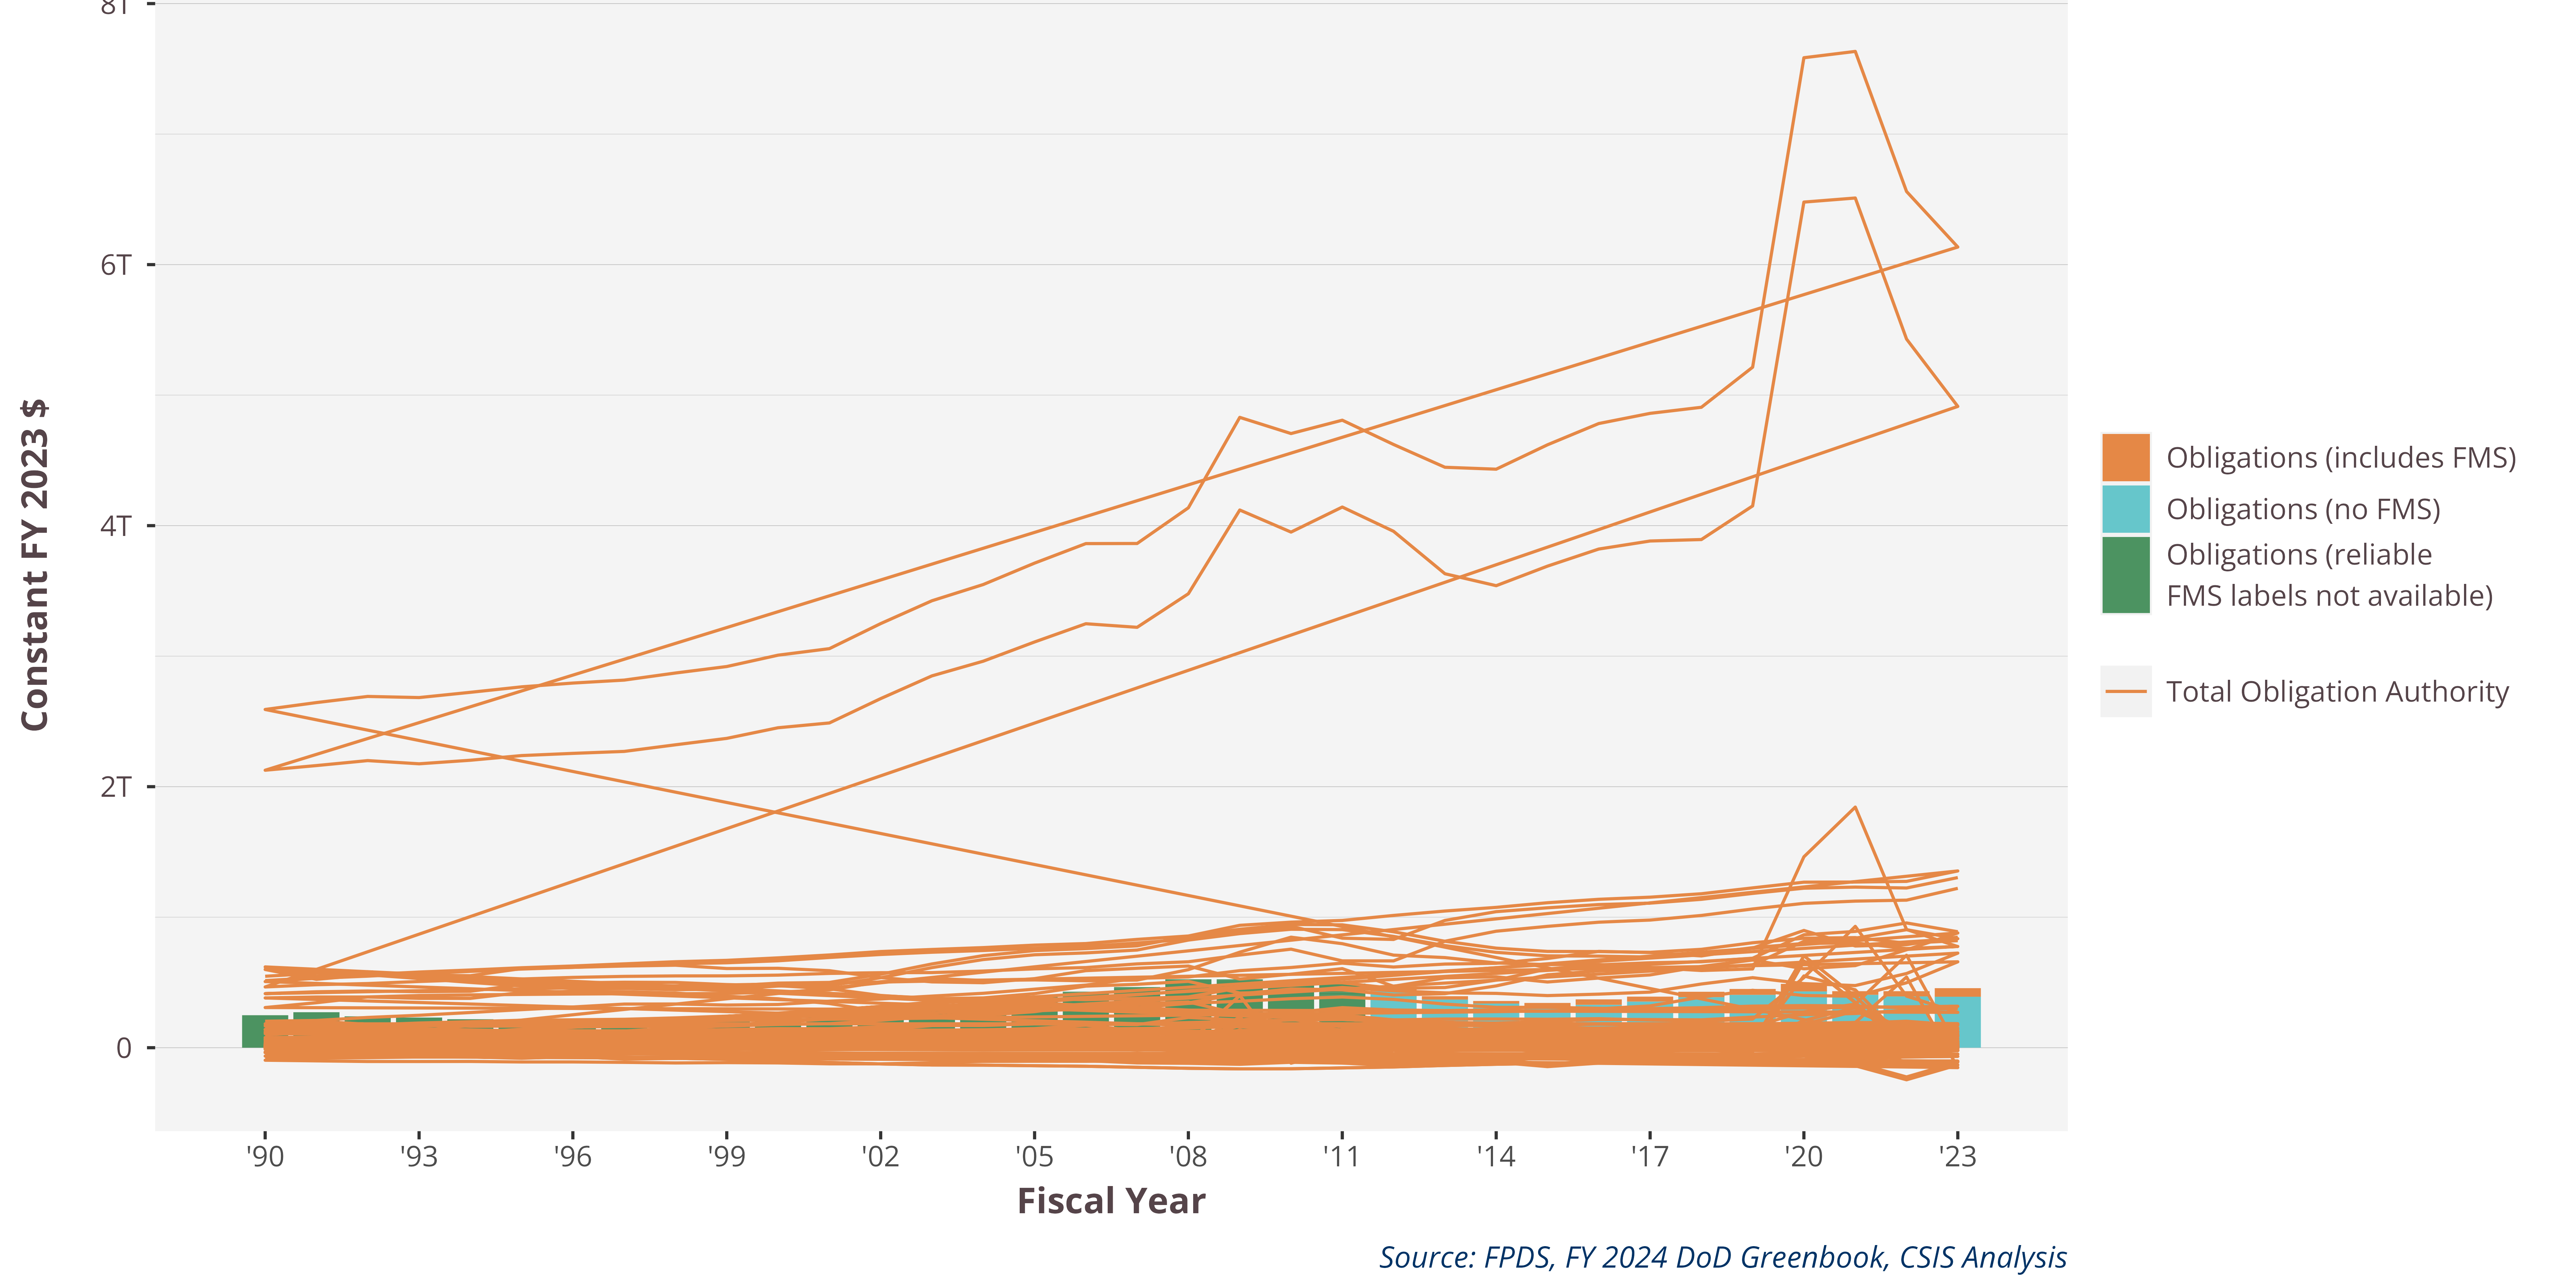 8T
6T
4T
2T
0
Constant FY 2023 $
'90 '93 '96 '99 '02 '05 '08 '11 '14 '17 '20 '23
Fiscal Year
Obligations (includes FMS)
Obligations (no FMS)
Obligations (reliable
FMS labels not available)
Total Obligation Authority
Source: FPDS, FY 2024 DoD Greenbook, CSIS Analysis